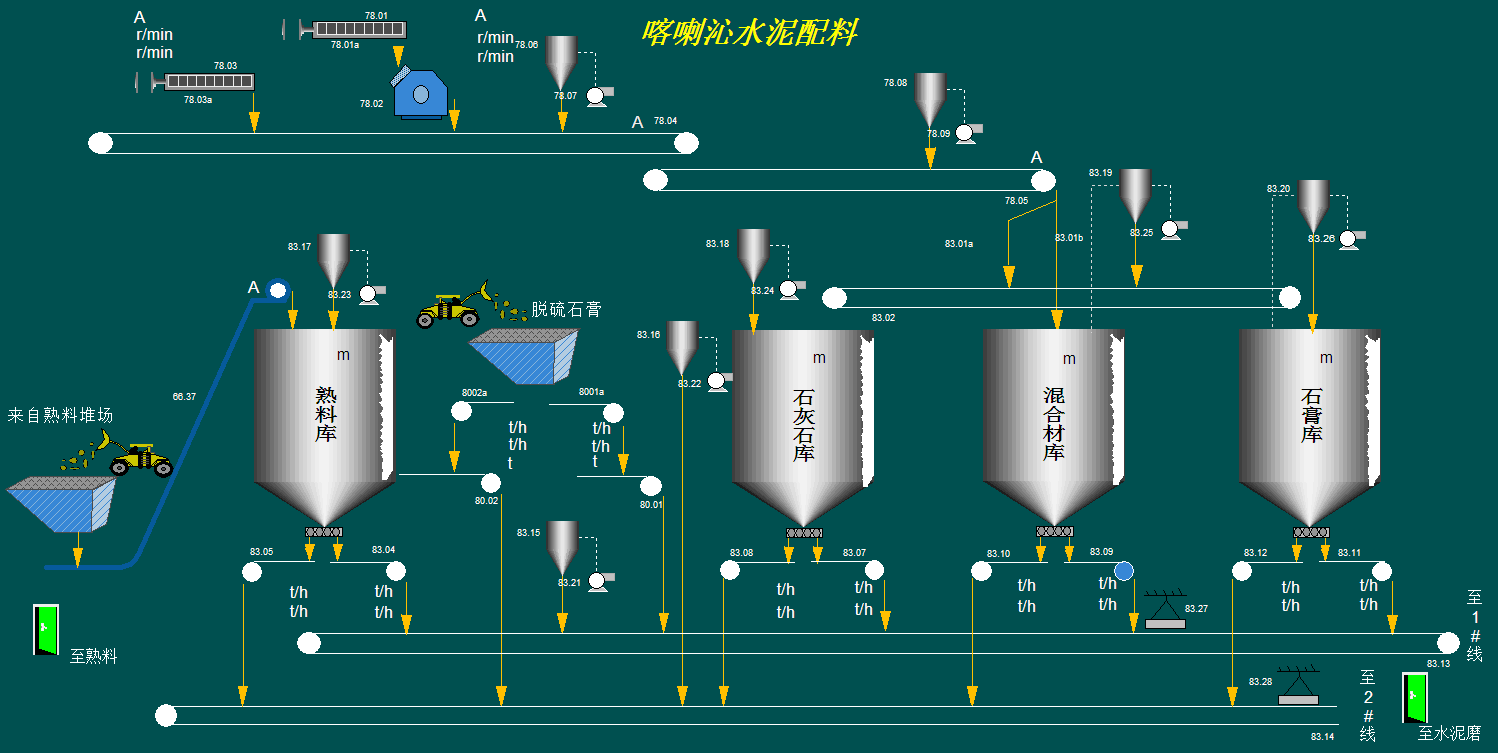 喀喇沁水泥配料
A
r/min
r/min
78.03
78.03a
78.01
78.01a
78.02
A
r/min
r/min
78.06
78.07
A
78.04
78.08
78.09
A
78.05
83.01a
83.01b
83.19
83.25
83.20
83.26
83.02
83.17
83.23
A
66.37
来自熟料堆场
脱硫石膏
83.18
83.24
83.16
83.22
m
熟料库
m
石灰石库
m
混合材库
m
石膏库
8002a
8001a
t/h
t/h
t
t/h
t/h
t
80.02
80.01
83.15
83.21
83.05
83.04
t/h
t/h
t/h
t/h
83.08
83.07
t/h
t/h
t/h
t/h
83.10
83.09
t/h
t/h
t/h
t/h
83.12
83.11
t/h
t/h
t/h
t/h
83.27
至1#线
83.13
83.28
至2#线
83.14
至熟料
至水泥磨